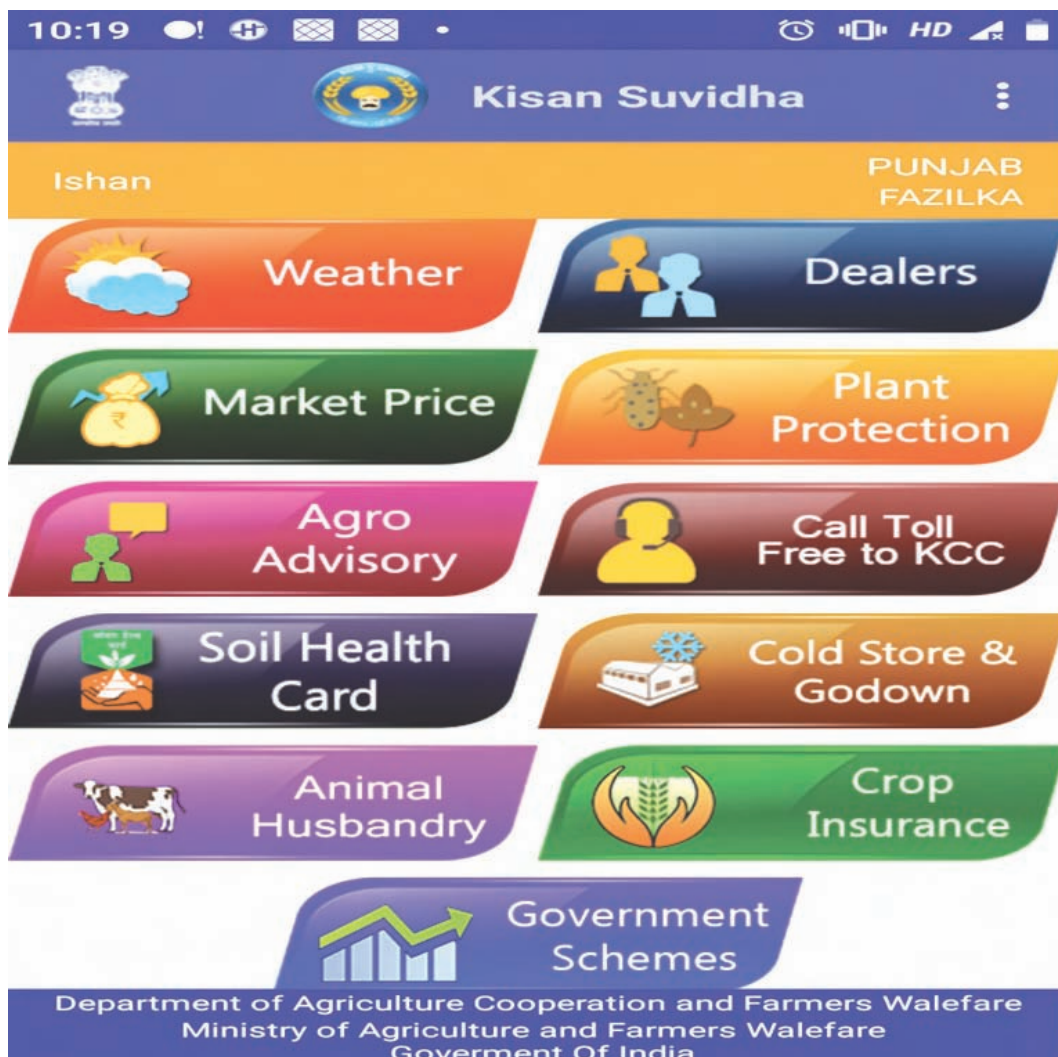 10:19
HD
Kisan Suvidha
Ishan
PUNJAB
FAZILKA
Weather
Dealers
Market Price
Plant
Protection
Agro
Advisory
Call Toll
Free to KCC
Soil Health
Card
Cold Store &
Godown
Animal
Husbandry
Crop
Insurance
Government
Schemes
Department of Agriculture Cooperation and Farmers Walefare
Ministry of Agriculture and Farmers Walefare
Goverment Of India